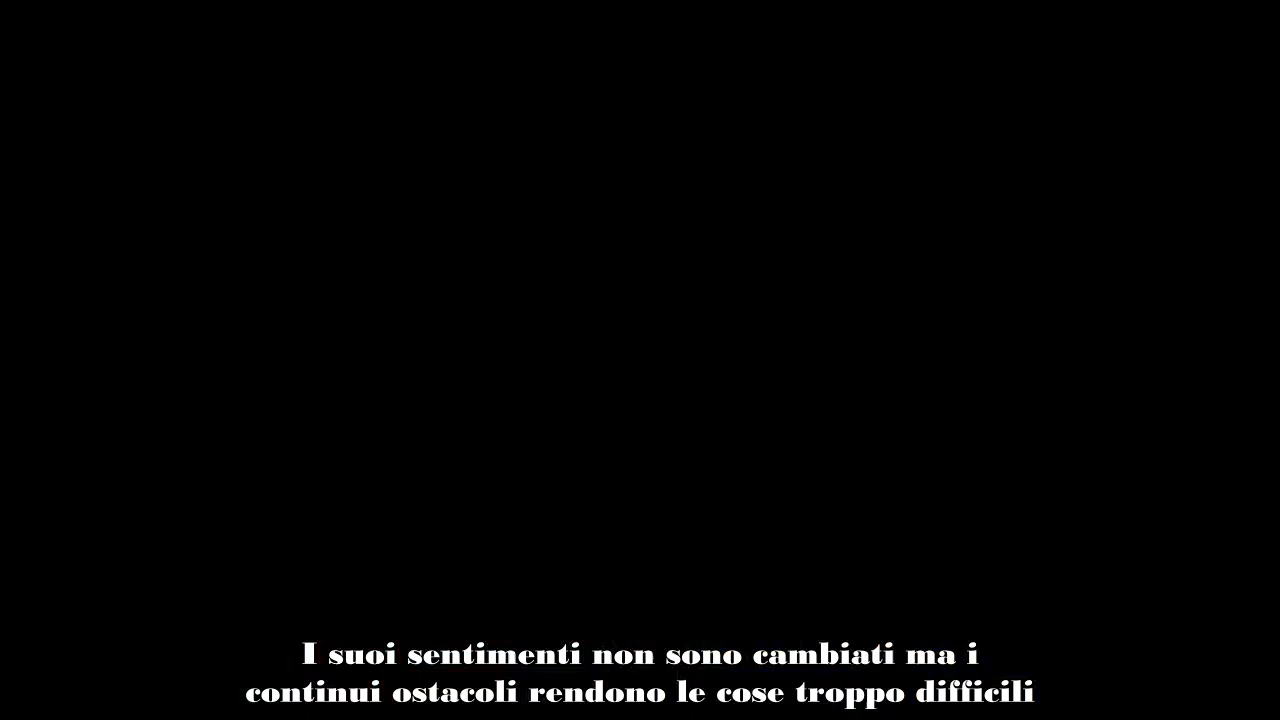 I suoi sentimenti non sono cambiati ma i
continui ostacoli rendono le cose troppo difficili